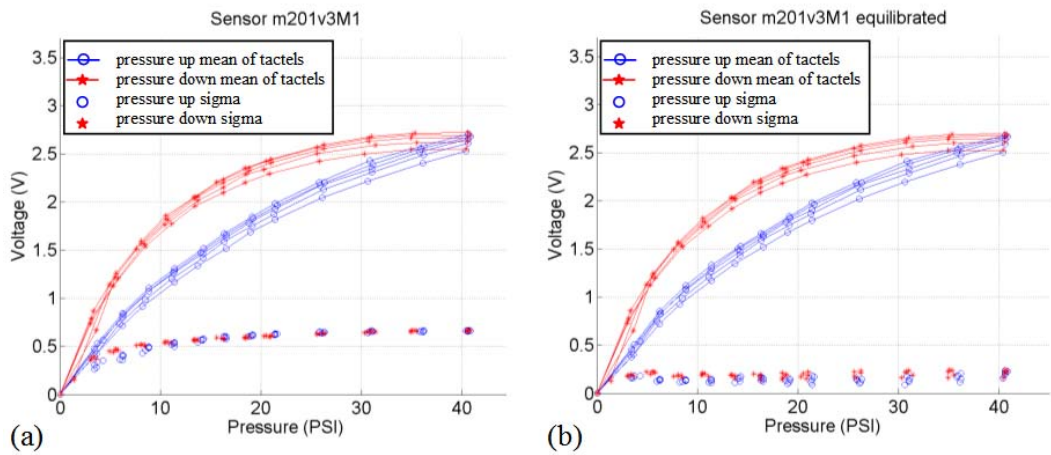 Sensor m201v3M1
3.5
3
2.5
2
1.5
1
0.5
0
Voltage (V)
pressure up mean of tactels
pressure down mean of tactels
pressure up sigma
pressure down sigma
0 10 20 30 40
Pressure (PSI)
(a)
Sensor m201v3M1 equilibrated
3.5
3
2.5
2
1.5
1
0.5
0
Voltage (V)
pressure up mean of tactels
pressure down mean of tactels
pressure up sigma
pressure down sigma
0 10 20 30 40
Pressure (PSI)
(b)